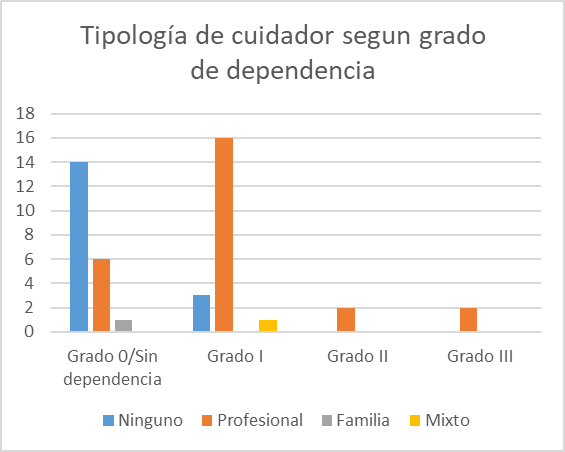 Tipología de cuidador segun grado
de dependencia
18
16
14
12
10
8
6
4
2
0
Grado 0/Sin
dependencia
Grado I
Grado II
Grado III
Ninguno
Profesional
Familia
Mixto